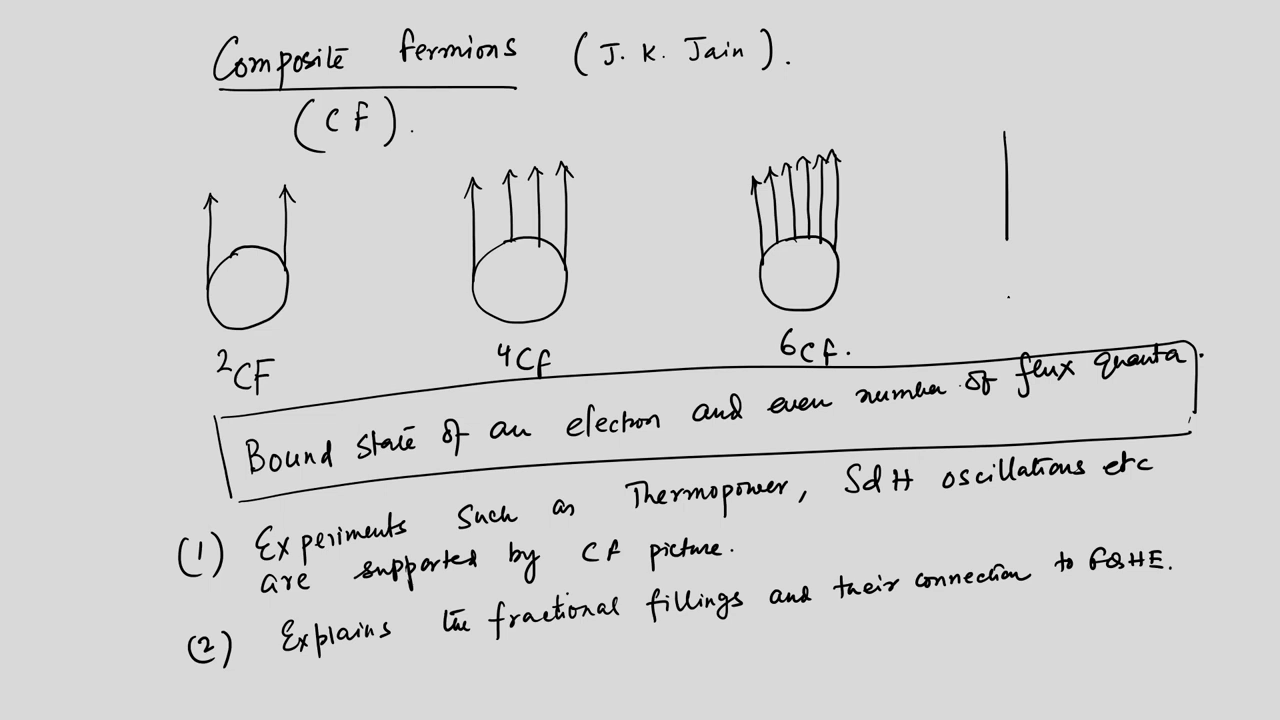 Composite fermions (J. K. Jain).
(CF).
²CF ⁴CF ⁶CF.
Bound state of an electron and even number of flux quanta.
(1) Experiments such as Thermopower, SdH oscillations etc
are supported by CF picture.
(2) Explains the fractional fillings and their connection to FQHE.